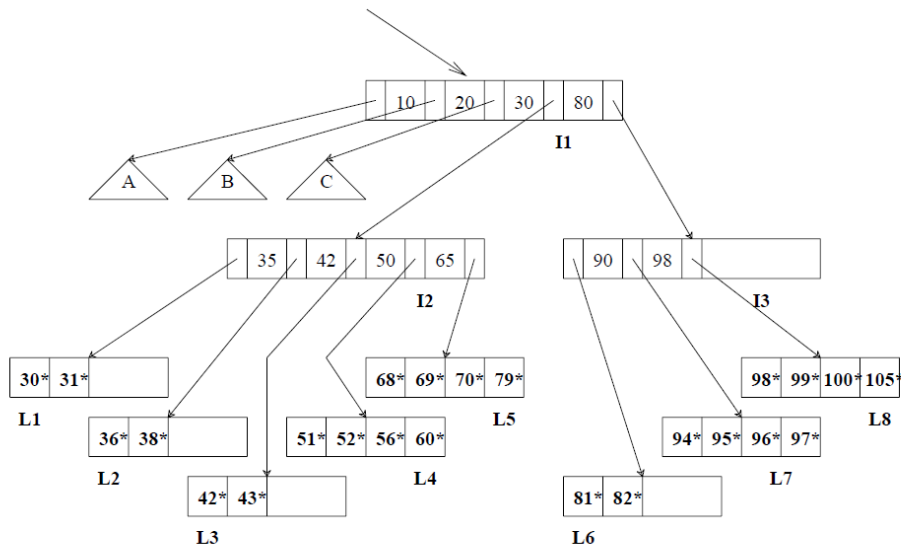 10 20 30 80
I1
A B C
35 42 50 65
90 98
I2
I3
30* 31*
68* 69* 70* 79*
98* 99* 100* 105*
L1
L5
L8
36* 38*
51* 52* 56* 60*
94* 95* 96* 97*
L2
L4
L7
42* 43*
81* 82*
L3
L6